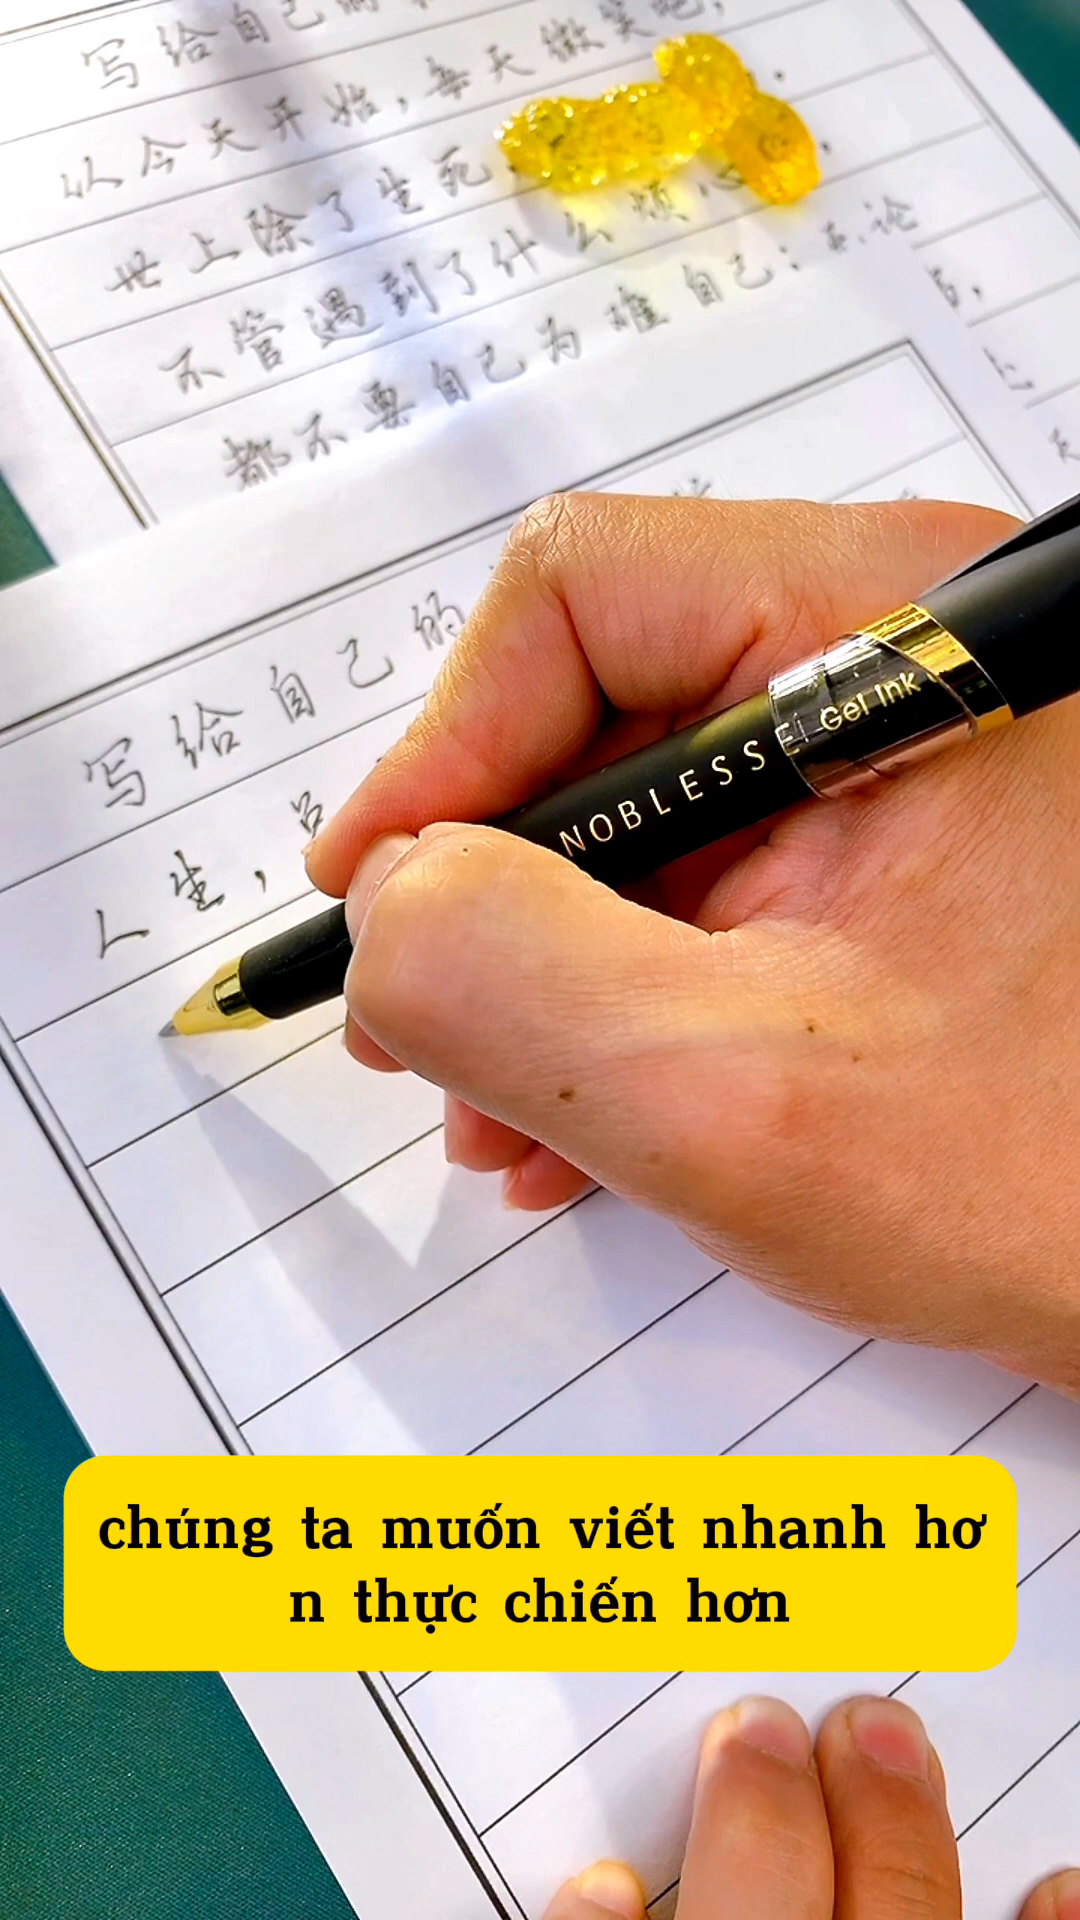 写给自己的
从今天开始,每天微笑吧,
世上除了生死,
不管遇到了什么烦心
都不要自己为难自己;无论
写给自己的
人生,
NOBLESSE
Gel Ink
chúng ta muốn viết nhanh hơ
n thực chiến hơn